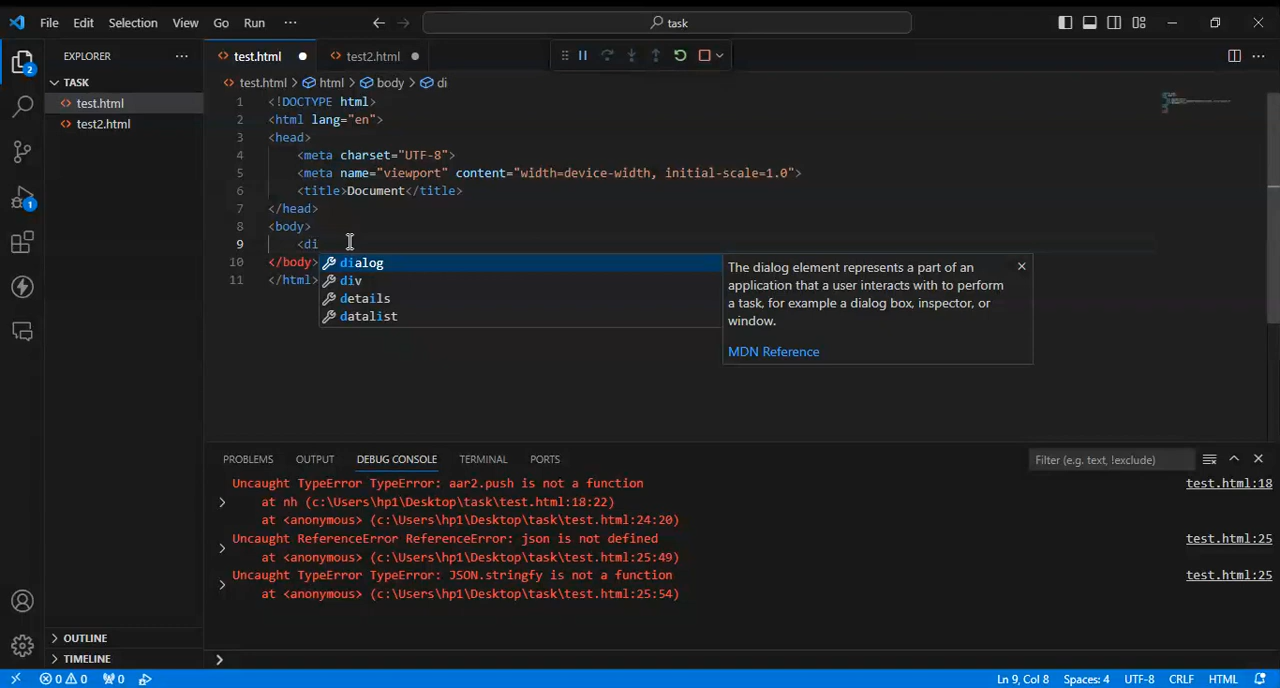 File Edit Selection View Go Run ··· task
EXPLORER ···
TASK
test.html
test2.html
test.html test2.html
test.html > html > body > di
1 <!DOCTYPE html>
2 <html lang="en">
3 <head>
4 <meta charset="UTF-8">
5 <meta name="viewport" content="width=device-width, initial-scale=1.0">
6 <title>Document</title>
7 </head>
8 <body>
9 <di
10 </body>
11 </html>
dialog
div
details
datalist
The dialog element represents a part of an
application that a user interacts with to perform
a task, for example a dialog box, inspector, or
window.
MDN Reference
2
1
PROBLEMS OUTPUT DEBUG CONSOLE TERMINAL PORTS Filter (e.g. text, !exclude)
Uncaught TypeError TypeError: aar2.push is not a function test.html:18
at nh (c:\Users\hp1\Desktop\task\test.html:18:22)
at <anonymous> (c:\Users\hp1\Desktop\task\test.html:24:20)
Uncaught ReferenceError ReferenceError: json is not defined test.html:25
at <anonymous> (c:\Users\hp1\Desktop\task\test.html:25:49)
Uncaught TypeError TypeError: JSON.stringfy is not a function test.html:25
at <anonymous> (c:\Users\hp1\Desktop\task\test.html:25:54)
OUTLINE
TIMELINE
0 0 0 Ln 9, Col 8 Spaces: 4 UTF-8 CRLF HTML